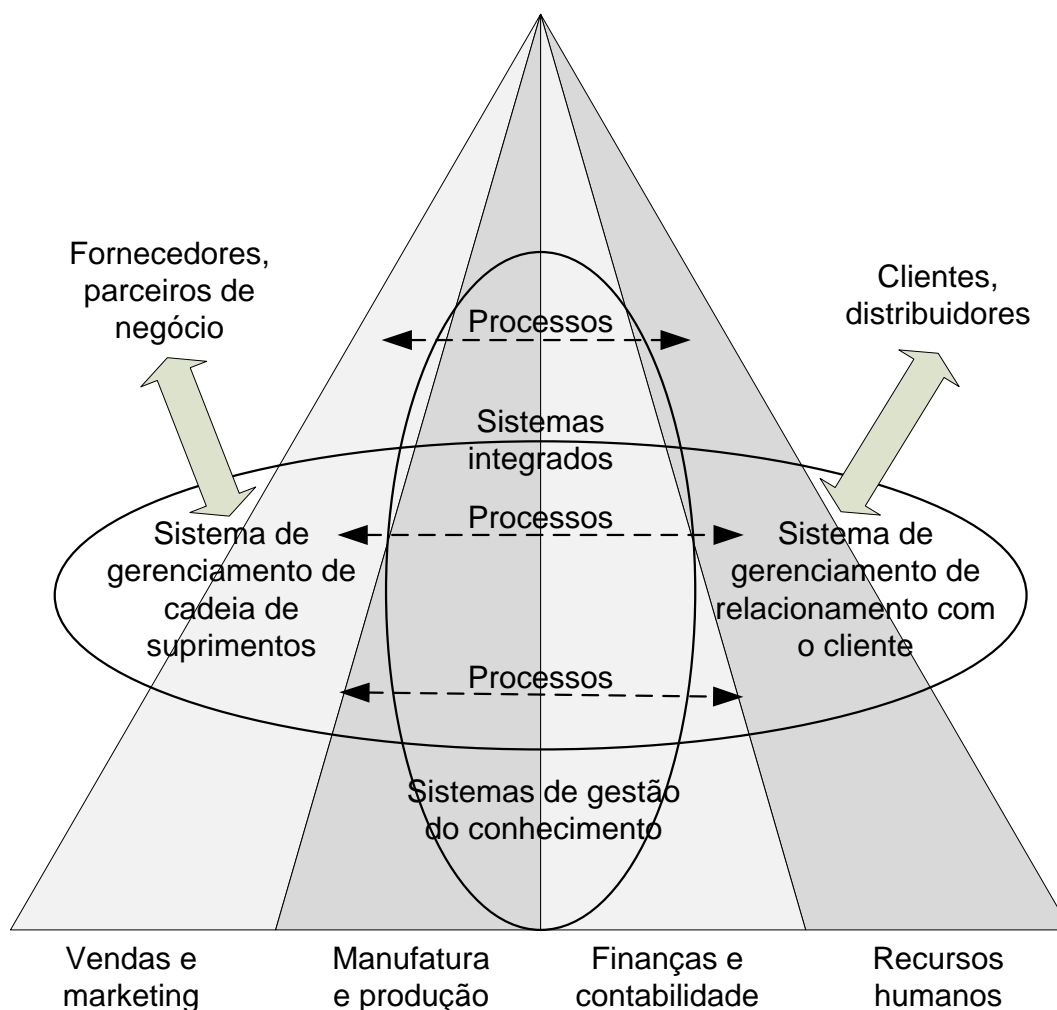 Fornecedores,
parceiros de
negócio
Clientes,
distribuidores
Processos
Sistemas
integrados
Processos
Sistema de
gerenciamento de
cadeia de
suprimentos
Sistema de
gerenciamento de
relacionamento com
o cliente
Processos
Sistemas de gestão
do conhecimento
Vendas e
marketing
Manufatura
e produção
Finanças e
contabilidade
Recursos
humanos